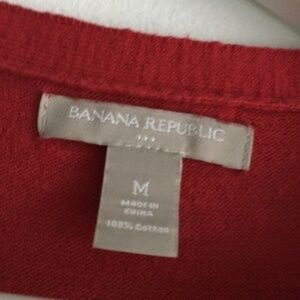 BANANA REPUBLIC
M
MADE IN
CHINA
100% Cotton